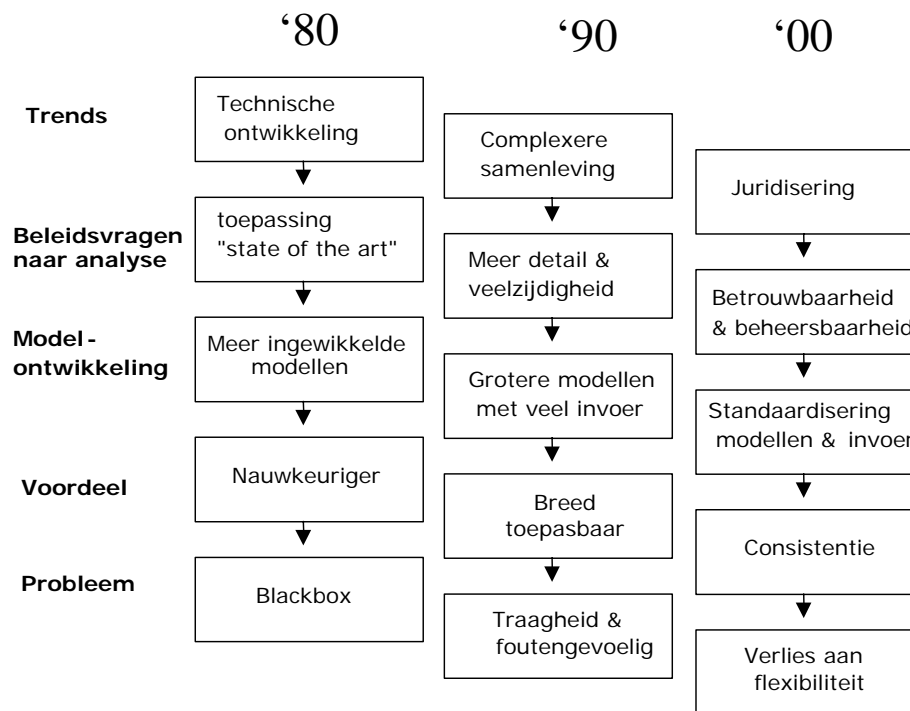 ‘80
‘90
‘00
Trends
Technische
ontwikkeling
Complexere
samenleving
Juridisering
Beleidsvragen
naar analyse
toepassing
"state of the art"
Meer detail &
veelzijdigheid
Betrouwbaarheid
& beheersbaarheid
Model-
ontwikkeling
Meer ingewikkelde
modellen
Grotere modellen
met veel invoer
Standaardisering
modellen & invoer
Voordeel
Nauwkeuriger
Breed
toepasbaar
Consistentie
Probleem
Blackbox
Traagheid &
foutengevoelig
Verlies aan
flexibiliteit